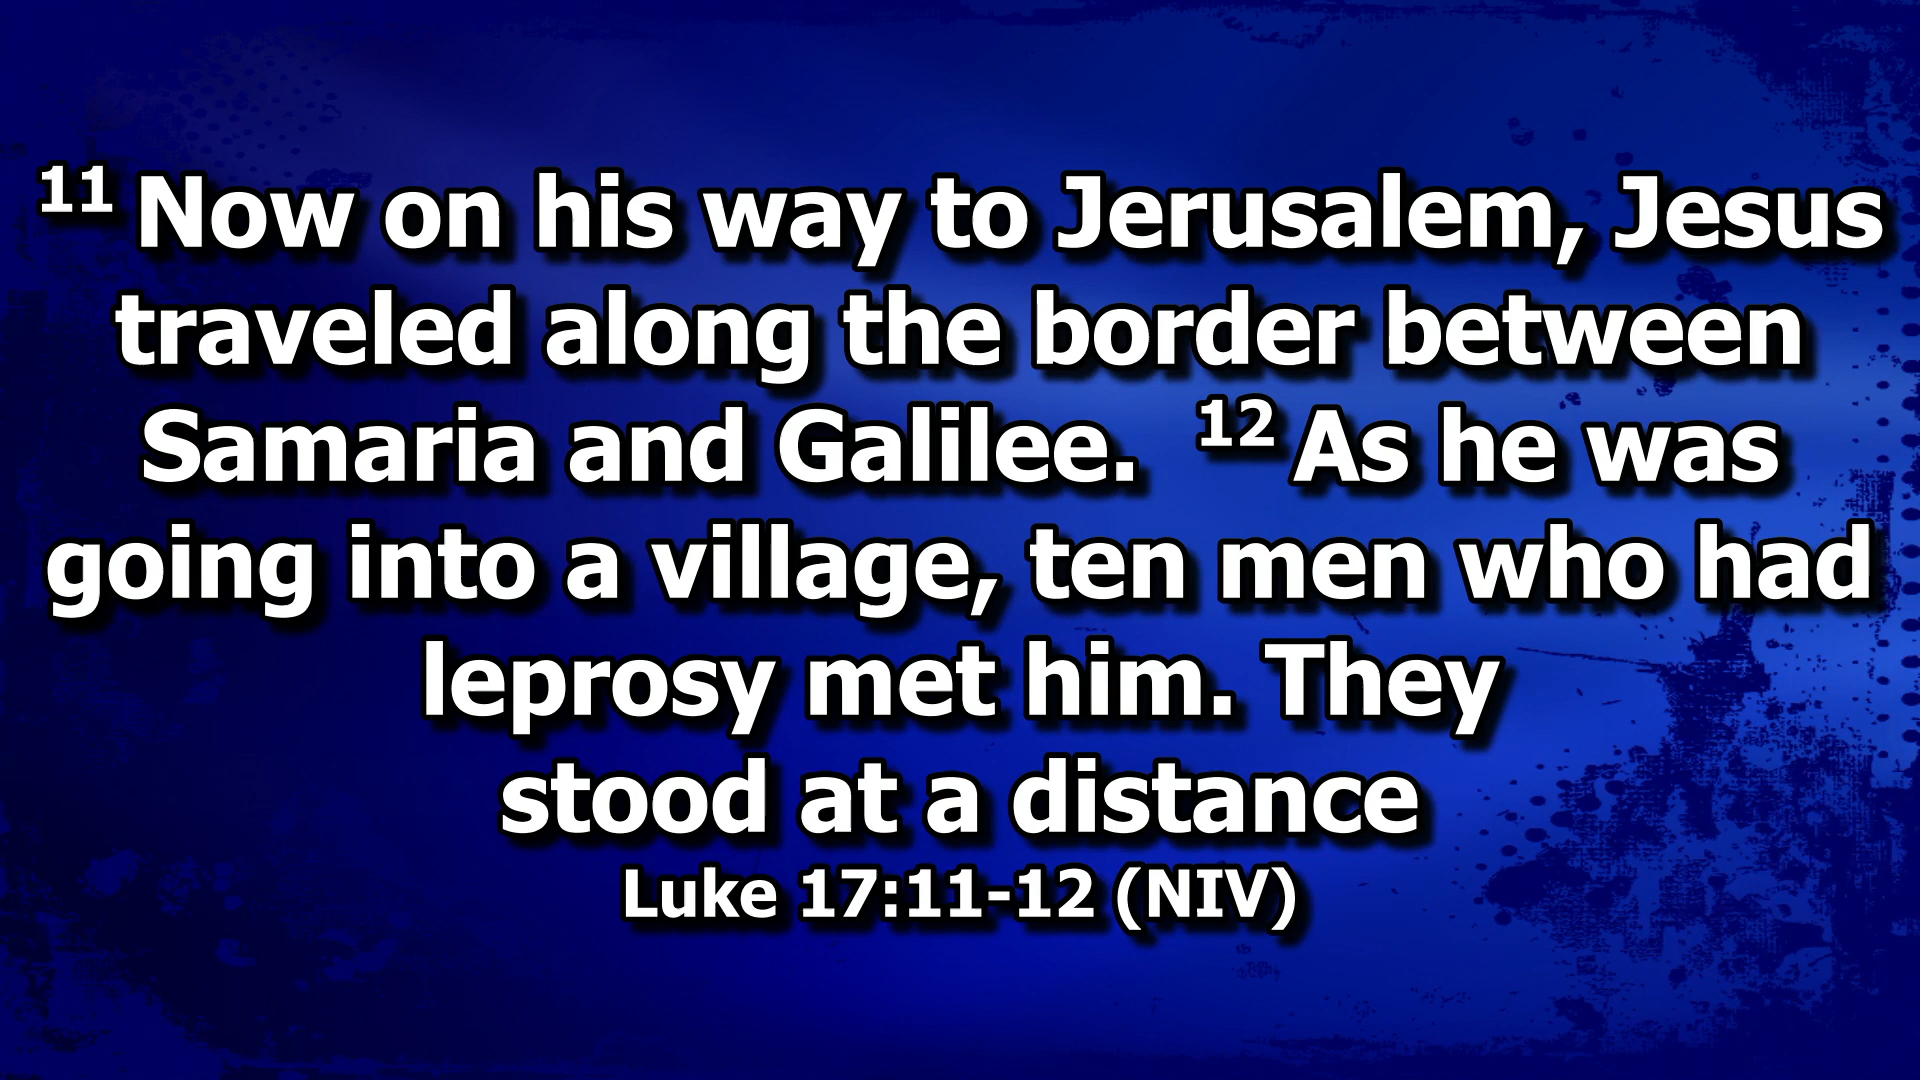 11 Now on his way to Jerusalem, Jesus
traveled along the border between
Samaria and Galilee. 12 As he was
going into a village, ten men who had
leprosy met him. They
stood at a distance
Luke 17:11-12 (NIV)